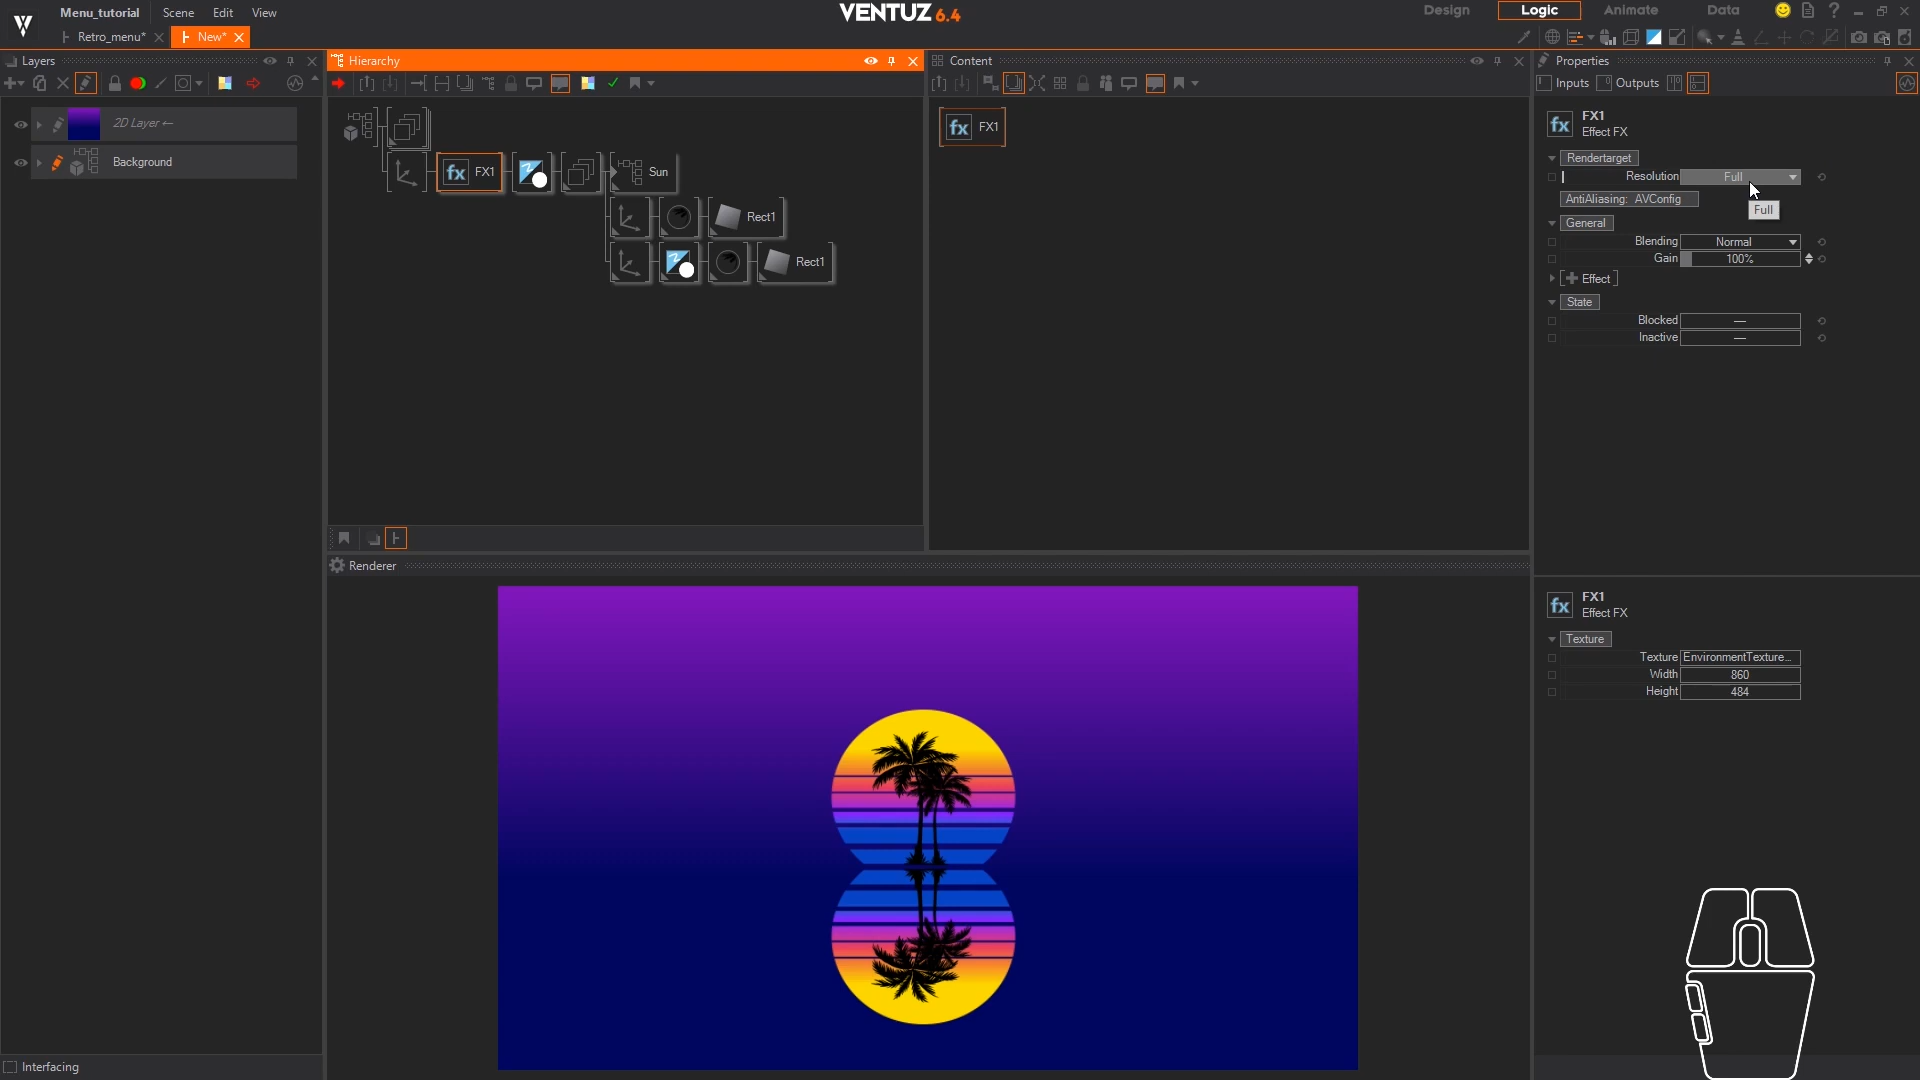 Menu_tutorial Scene Edit View
VENTUZ 6.4
Design Logic Animate Data
Retro_menu* New*
Layers
Hierarchy
Content
Properties
Inputs Outputs
2D Layer
Background
FX1
Sun
Rect1
Rect1
FX1
FX1
Effect FX
Rendertarget
Resolution Full
AntiAliasing: AVConfig
Full
General
Blending Normal
Gain 100%
Effect
State
Blocked —
Inactive —
Renderer
FX1
Effect FX
Texture
Texture EnvironmentTexture...
Width 860
Height 484
Interfacing